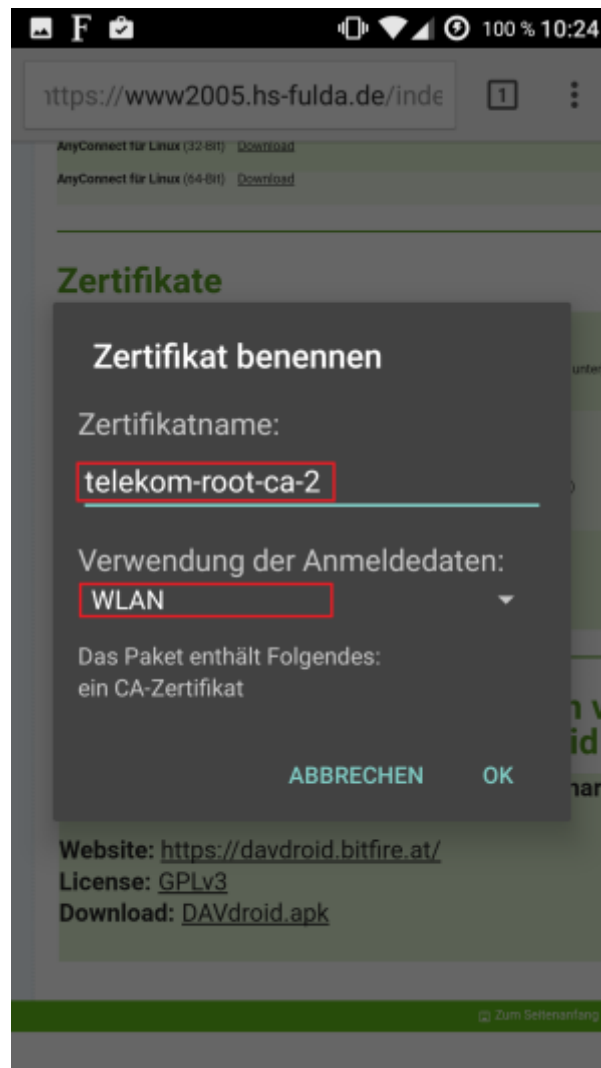 F 100 % 10:24
https://www2005.hs-fulda.de/inde 1
AnyConnect für Linux (32-Bit) Download
AnyConnect für Linux (64-Bit) Download
Zertifikate
unter
Zertifikat benennen
Zertifikatname:
telekom-root-ca-2
Verwendung der Anmeldedaten:
WLAN
Das Paket enthält Folgendes:
ein CA-Zertifikat
ABBRECHEN OK
Website: https://davdroid.bitfire.at/
License: GPLv3
Download: DAVdroid.apk
Zum Seitenanfang